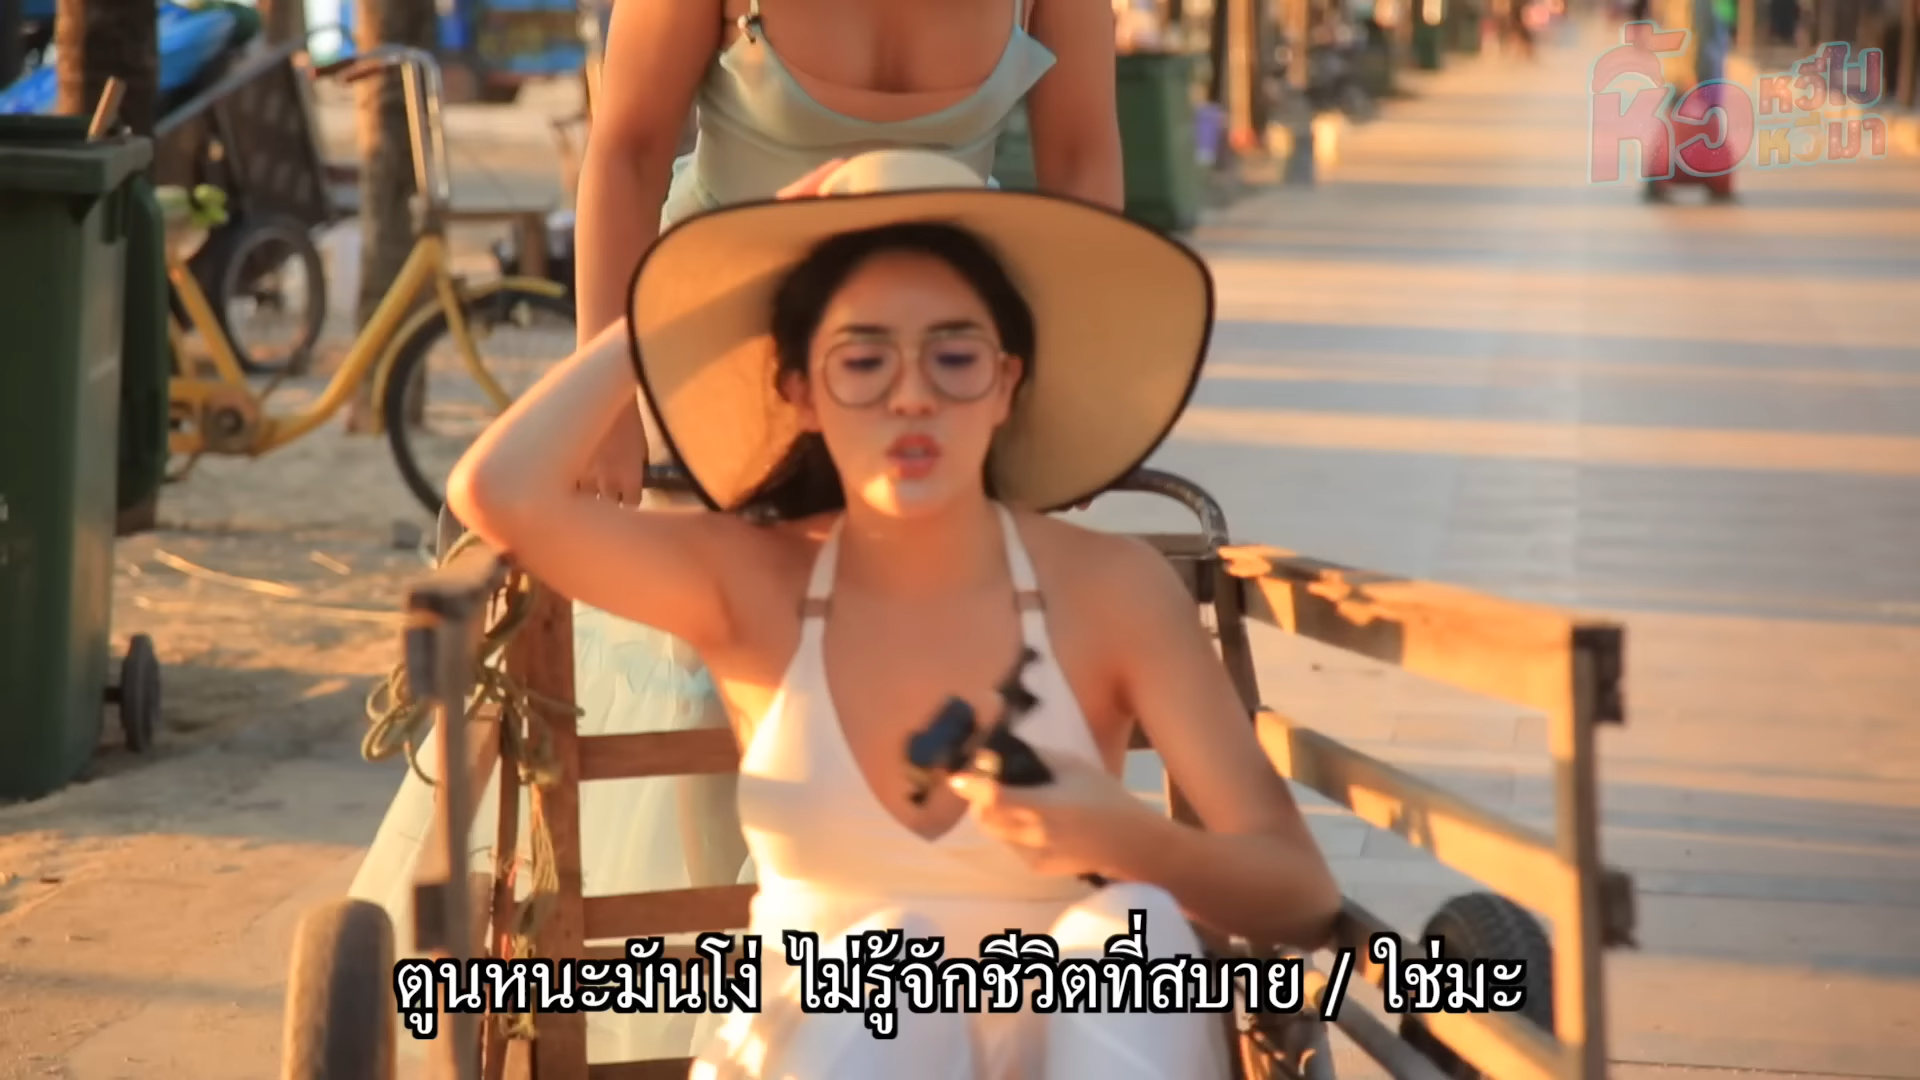 หิ้ว หวีไป
หวีมา
ตูนหนะมันโง่ ไม่รู้จักชีวิตที่สบาย / ใช่มะ